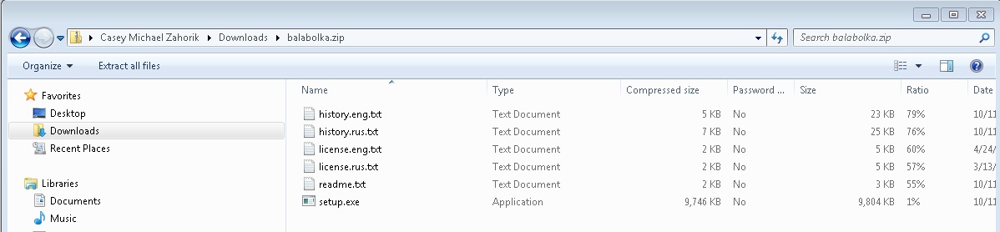 Casey Michael Zahorik Downloads balabolka.zip Search balabolka.zip
Organize Extract all files
Name Type Compressed size Password ... Size Ratio Date
Favorites
Desktop
Downloads
Recent Places
Libraries
Documents
Music
history.eng.txt Text Document 5 KB No 23 KB 79% 10/11
history.rus.txt Text Document 7 KB No 25 KB 76% 10/11
license.eng.txt Text Document 2 KB No 5 KB 60% 4/24/
license.rus.txt Text Document 2 KB No 5 KB 57% 3/13/
readme.txt Text Document 2 KB No 3 KB 55% 10/11
setup.exe Application 9,746 KB No 9,804 KB 1% 10/11